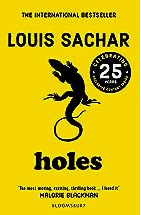 THE INTERNATIONAL BESTSELLER
LOUIS SACHAR
CELEBRATING
25
YEARS
holes
"The most moving, exciting, thrilling book ... I loved it"
MALORIE BLACKMAN
BLOOMSBURY